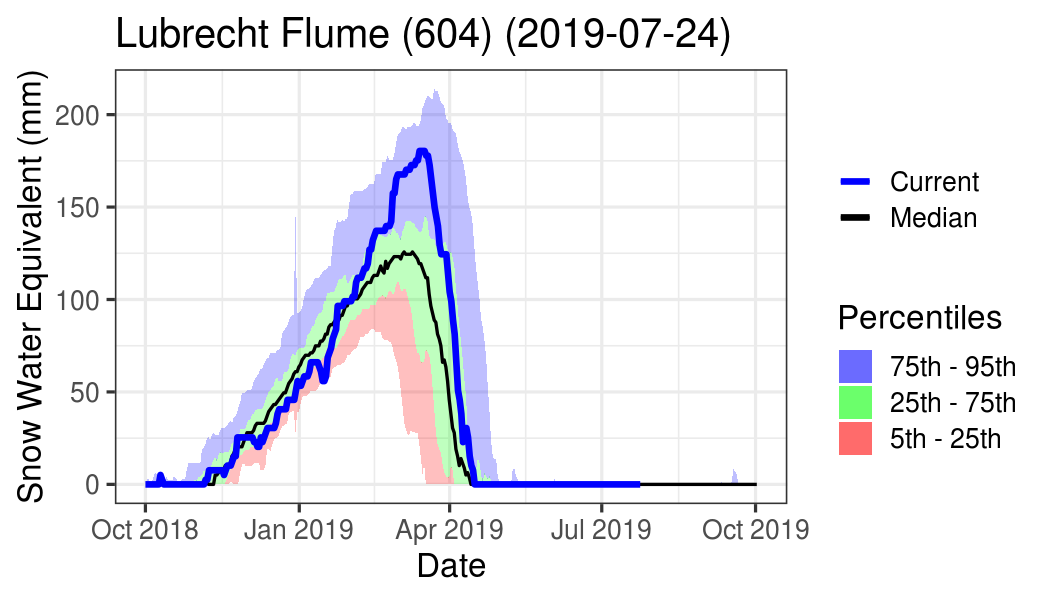 Lubrecht Flume (604) (2019-07-24)
Snow Water Equivalent (mm)
200
150
100
50
0
Oct 2018
Jan 2019
Apr 2019
Jul 2019
Oct 2019
Date
Current
Median
Percentiles
75th - 95th
25th - 75th
5th - 25th